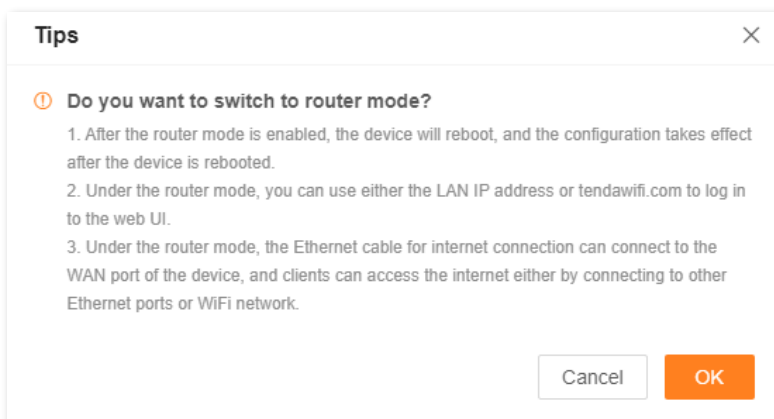 Tips
Do you want to switch to router mode?
1. After the router mode is enabled, the device will reboot, and the configuration takes effect
after the device is rebooted.
2. Under the router mode, you can use either the LAN IP address or tendawifi.com to log in
to the web UI.
3. Under the router mode, the Ethernet cable for internet connection can connect to the
WAN port of the device, and clients can access the internet either by connecting to other
Ethernet ports or WiFi network.
Cancel OK